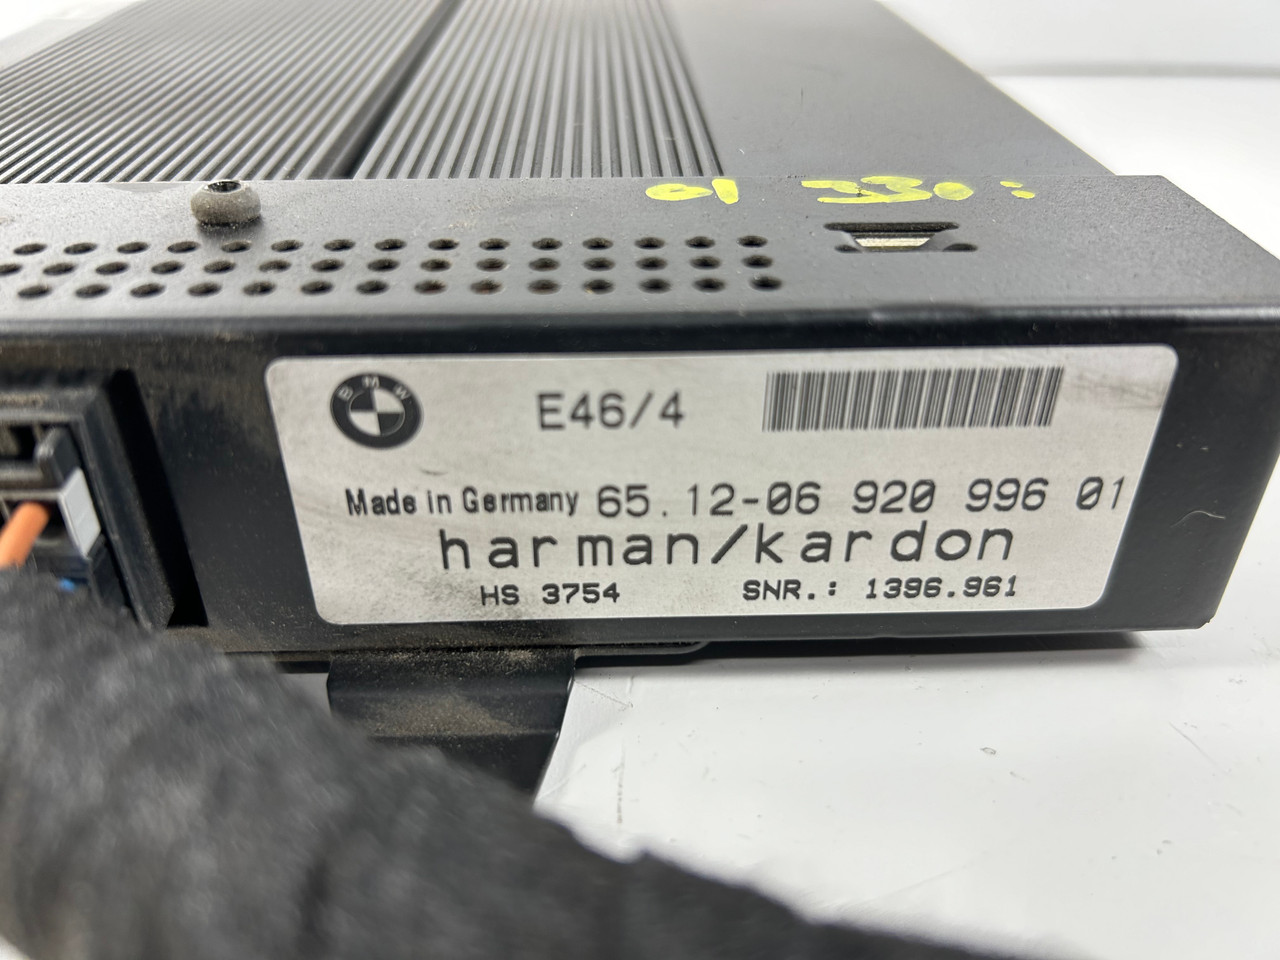 01 330i
BMW
E46/4
Made in Germany 65.12-06 920 996 01
harman/kardon
HS 3754 SNR.: 1396.961